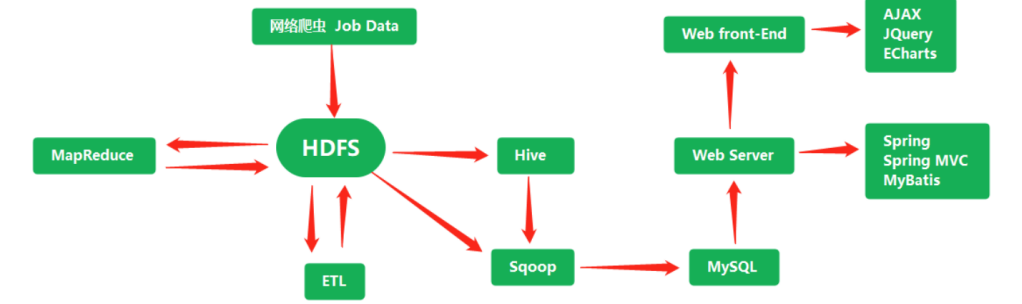 网络爬虫 Job Data
HDFS
MapReduce
ETL
Hive
Sqoop
MySQL
Web Server
Spring
Spring MVC
MyBatis
Web front-End
AJAX
JQuery
ECharts